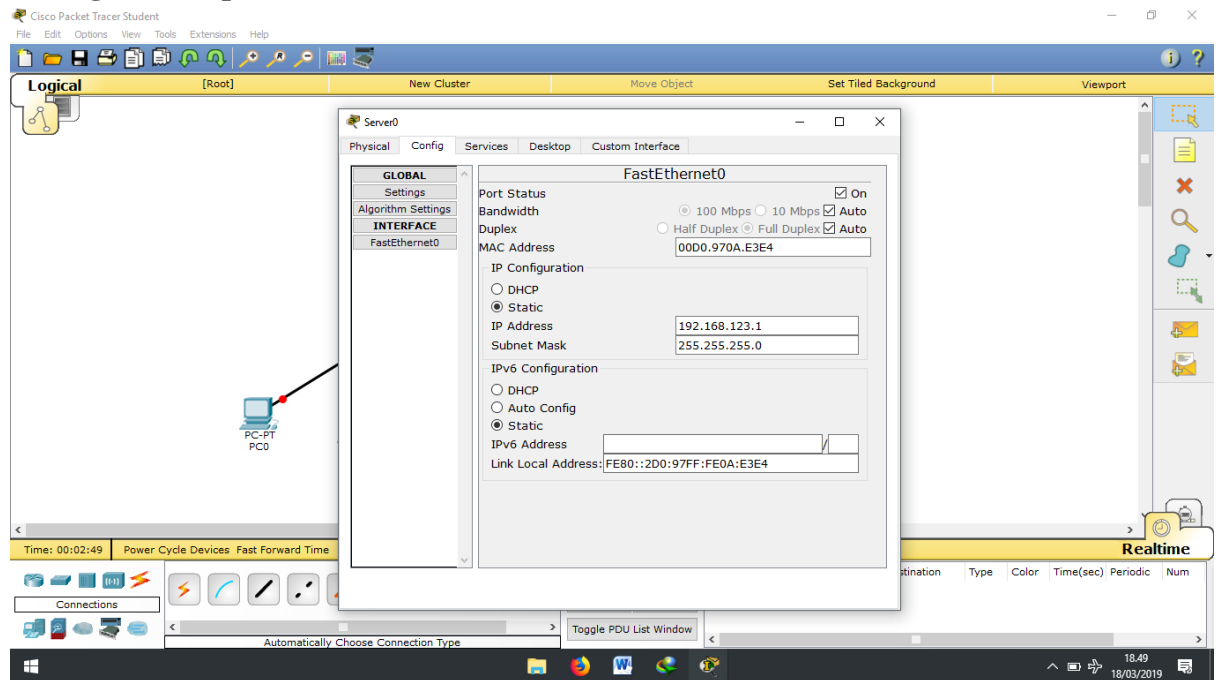 Cisco Packet Tracer Student
File Edit Options View Tools Extensions Help
Logical [Root] New Cluster Move Object Set Tiled Background Viewport
Server0
Physical Config Services Desktop Custom Interface
GLOBAL
Settings
Algorithm Settings
INTERFACE
FastEthernet0
FastEthernet0
Port Status On
Bandwidth 100 Mbps 10 Mbps Auto
Duplex Half Duplex Full Duplex Auto
MAC Address 00D0.970A.E3E4
IP Configuration
DHCP
Static
IP Address 192.168.123.1
Subnet Mask 255.255.255.0
IPv6 Configuration
DHCP
Auto Config
Static
IPv6 Address /
Link Local Address: FE80::2D0:97FF:FE0A:E3E4
PC-PT
PC0
Time: 00:02:49 Power Cycle Devices Fast Forward Time Realtime
Connections
Automatically Choose Connection Type
Toggle PDU List Window
Type Color Time(sec) Periodic Num
18.49
18/03/2019